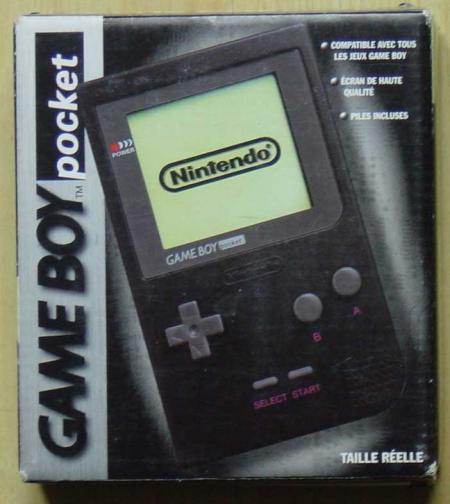 GAME BOY™ pocket
• COMPATIBLE AVEC TOUS
LES JEUX GAME BOY
• ÉCRAN DE HAUTE
QUALITÉ
• PILES INCLUSES
POWER
Nintendo®
GAME BOY pocket
Nintendo
B
A
SELECT START
TAILLE RÉELLE